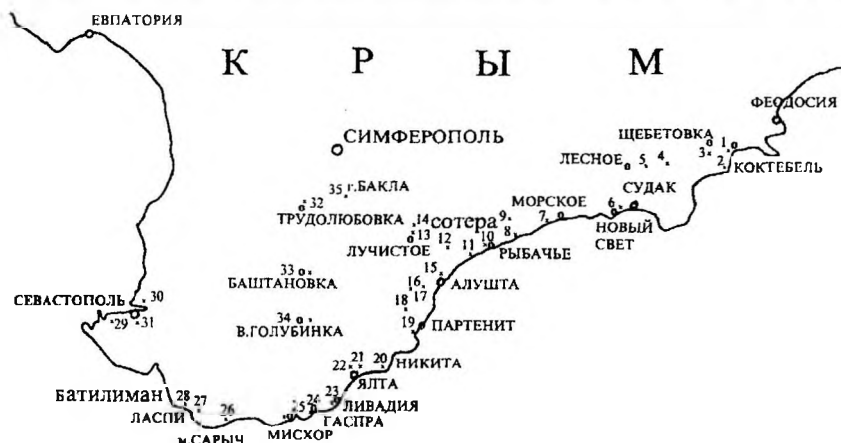 ЕВПАТОРИЯ
К Р Ы М
ФЕОДОСИЯ
СИМФЕРОПОЛЬ
ЩЕБЕТОВКА 1
3
ЛЕСНОЕ 5 4
2
КОКТЕБЕЛЬ
35 г.БАКЛА
32
СУДАК
МОРСКОЕ 6
ТРУДОЛЮБОВКА 14 сотера 9 7
НОВЫЙ
СВЕТ
13 12 10 8
ЛУЧИСТОЕ 11 РЫБАЧЬЕ
33
БАШТАНОВКА
15
АЛУШТА
16
17
СЕВАСТОПОЛЬ 30
18
29 31
34
В.ГОЛУБИНКА
19 ПАРТЕНИТ
22 21 20 НИКИТА
ЯЛТА
БАТИЛИМАН 28 27
26
5 24 23 ЛИВАДИЯ
ЛАСПИ
ГАСПРА
м.САРЫЧ МИСХОР